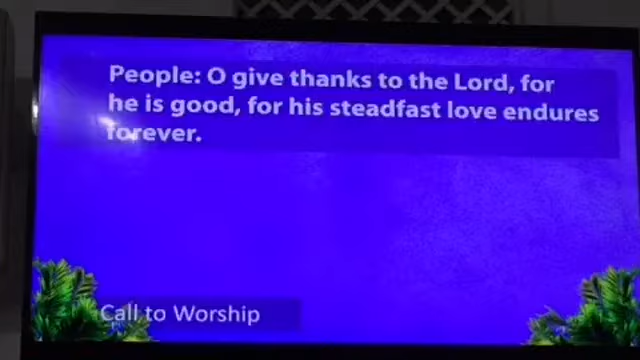 People: O give thanks to the Lord, for
he is good, for his steadfast love endures
forever.
Call to Worship